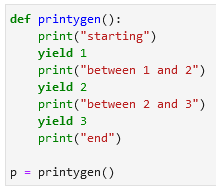 def printygen():
    print("starting")
    yield 1
    print("between 1 and 2")
    yield 2
    print("between 2 and 3")
    yield 3
    print("end")

p = printygen()